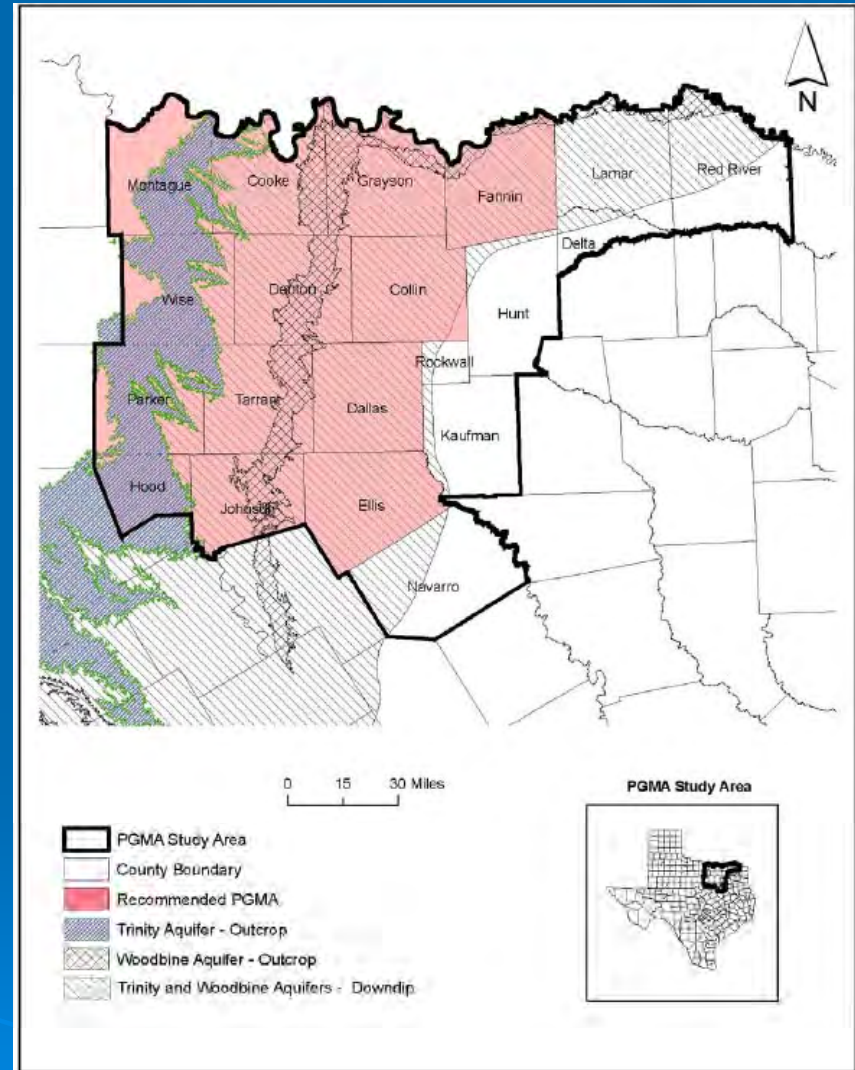 N
Montague
Cooke
Grayson
Fannin
Lamar
Red River
Delta
Wise
Denton
Collin
Hunt
Rockwall
Parker
Tarrant
Dallas
Kaufman
Hood
Johnson
Ellis
Navarro
0 15 30 Miles
PGMA Study Area
County Boundary
Recommended PGMA
Trinity Aquifer - Outcrop
Woodbine Aquifer - Outcrop
Trinity and Woodbine Aquifers - Downdip
PGMA Study Area